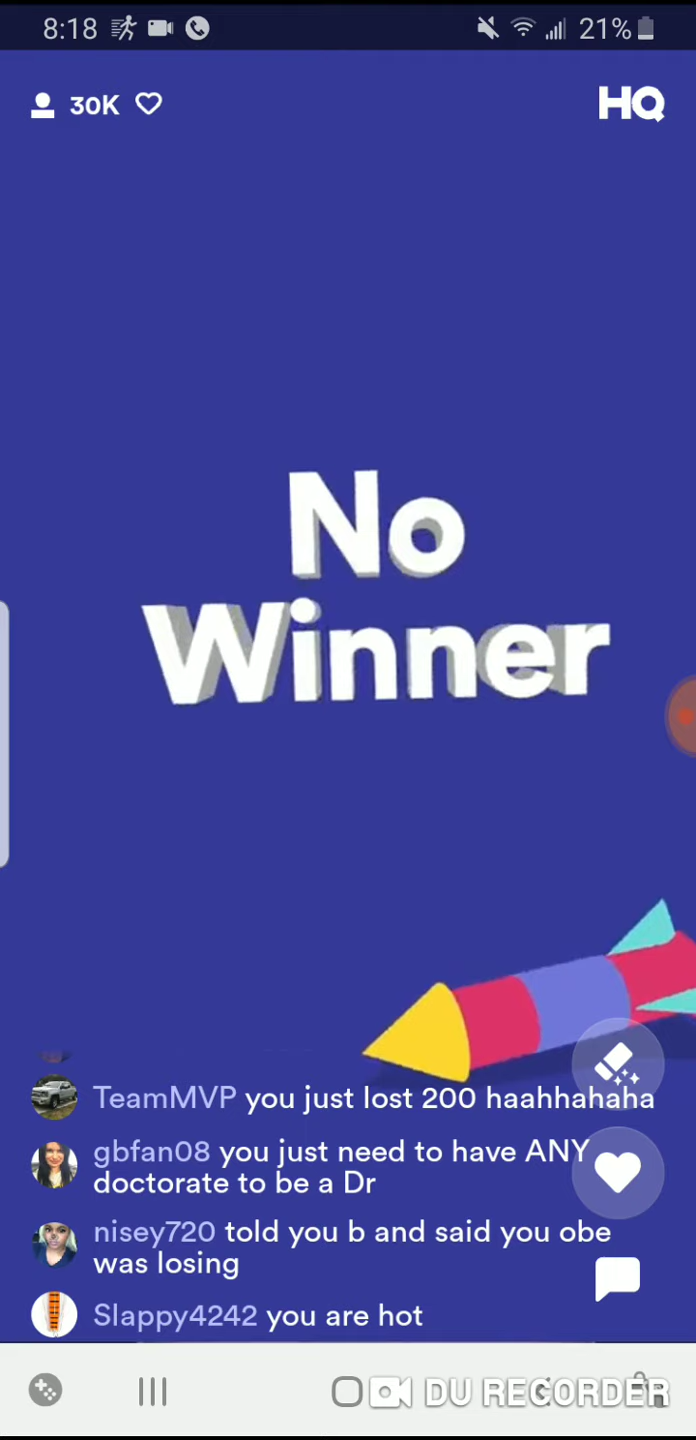 8:18 21%
30K HQ
No
Winner
TeamMVP you just lost 200 haahhahaha
gbfan08 you just need to have ANY
doctorate to be a Dr
nisey720 told you b and said you obe
was losing
Slappy4242 you are hot
DU RECORDER